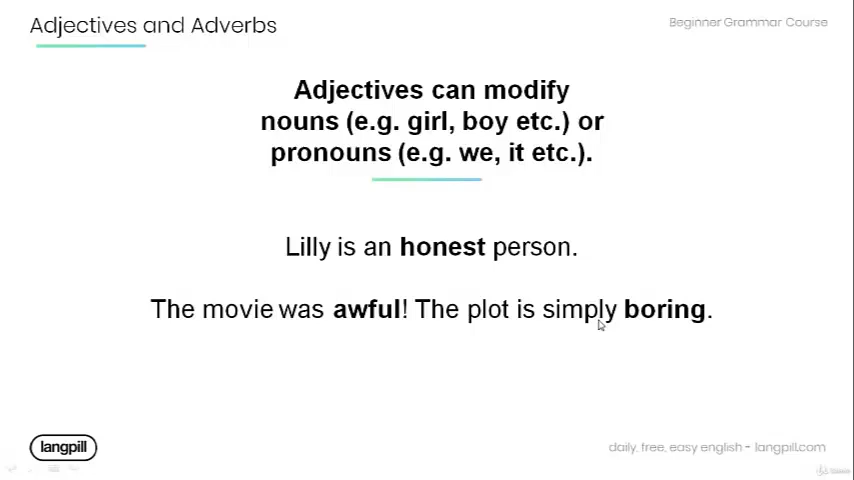 Adjectives and Adverbs
Beginner Grammar Course
Adjectives can modify
nouns (e.g. girl, boy etc.) or
pronouns (e.g. we, it etc.).
Lilly is an honest person.
The movie was awful! The plot is simply boring.
langpill
daily, free, easy english - langpill.com